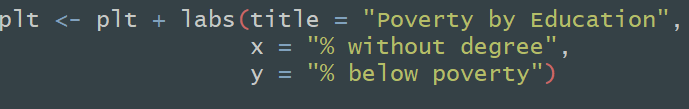 plt <- plt + labs(title = "Poverty by Education",
                  x = "% without degree",
                  y = "% below poverty")